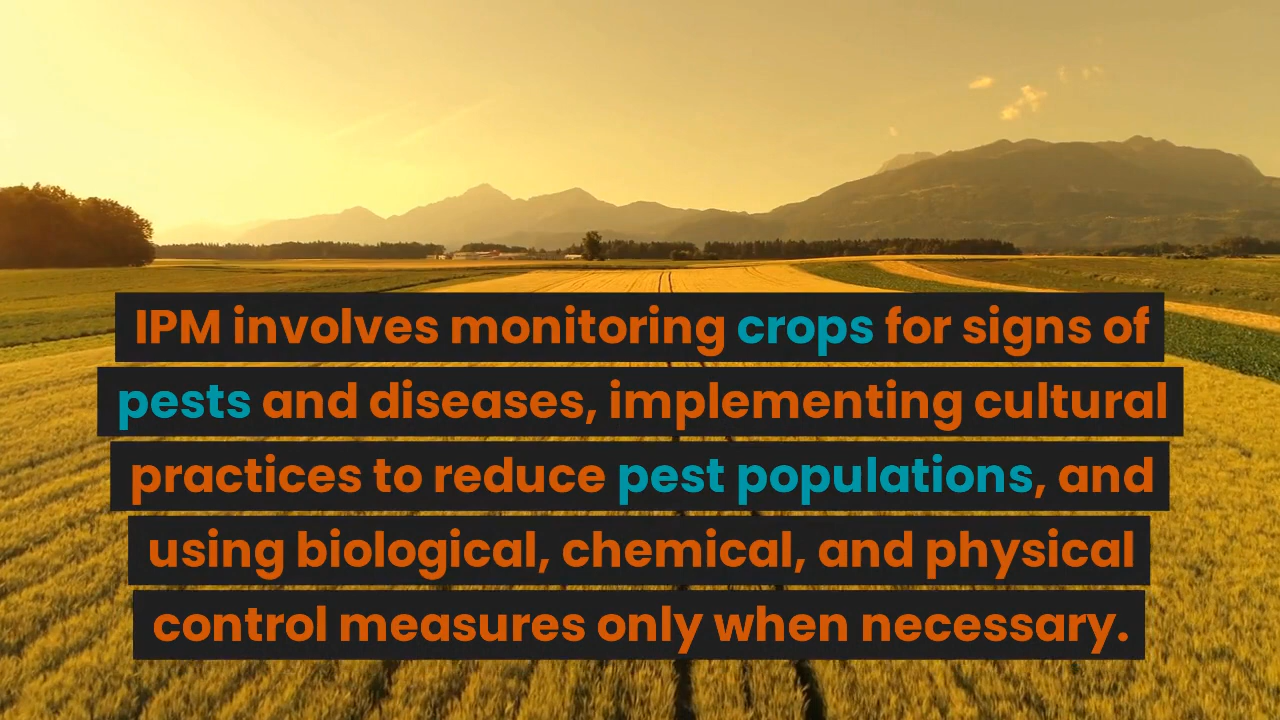 IPM involves monitoring crops for signs of
pests and diseases, implementing cultural
practices to reduce pest populations, and
using biological, chemical, and physical
control measures only when necessary.